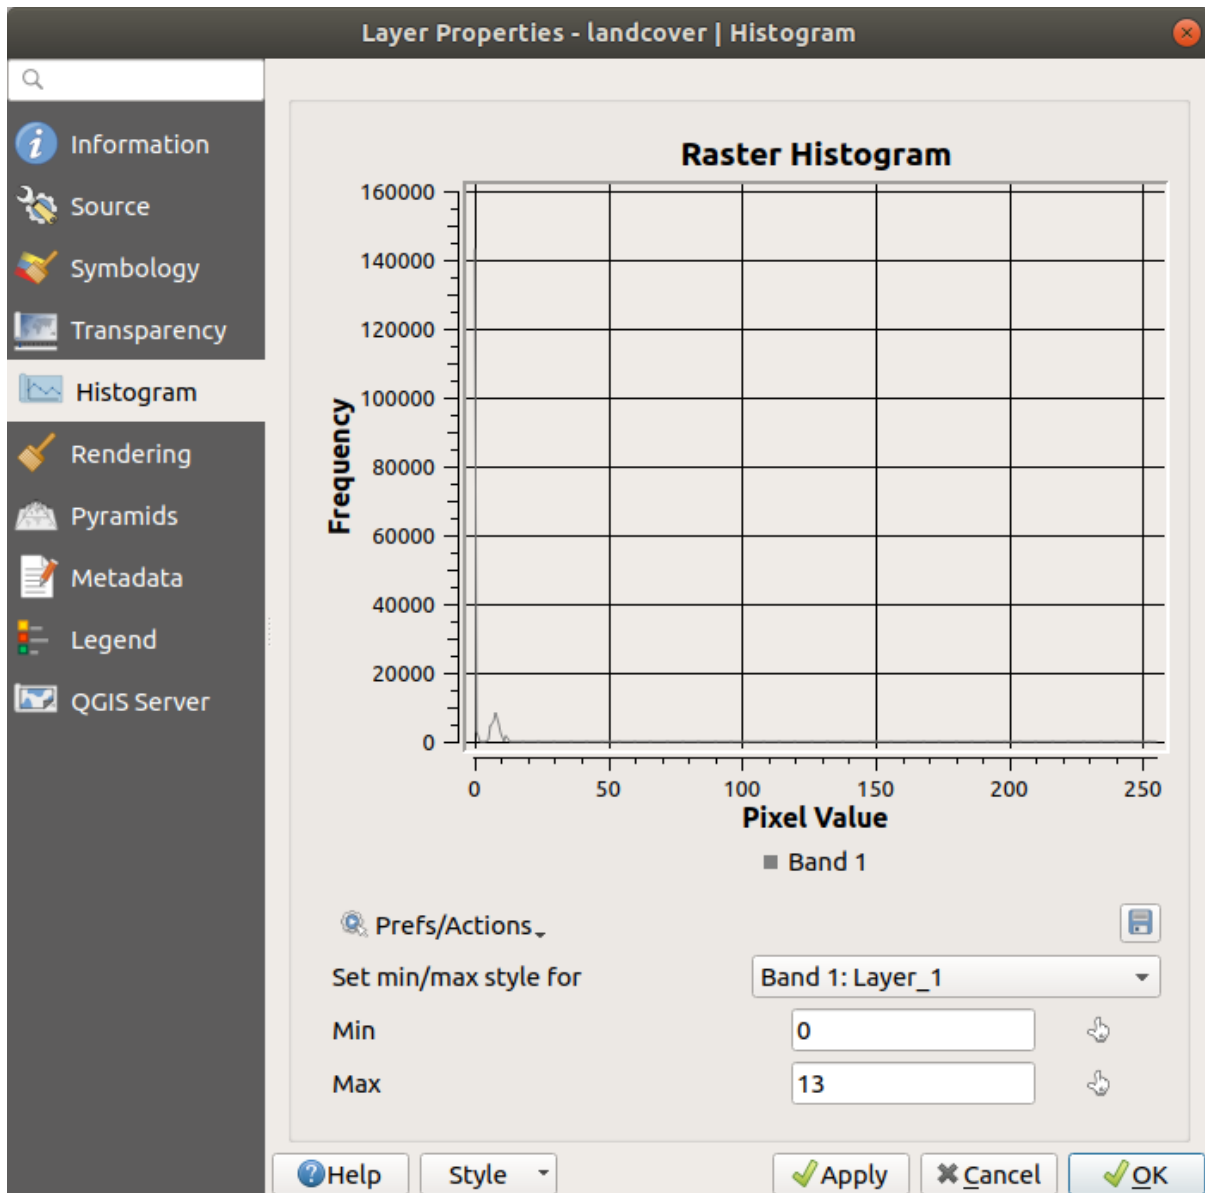 Layer Properties - landcover | Histogram
Information
Source
Symbology
Transparency
Histogram
Rendering
Pyramids
Metadata
Legend
QGIS Server
Raster Histogram
160000
140000
120000
100000
80000
60000
40000
20000
0
Frequency
0 50 100 150 200 250
Pixel Value
Band 1
Prefs/Actions
Set min/max style for Band 1: Layer_1
Min 0
Max 13
Help Style Apply Cancel OK